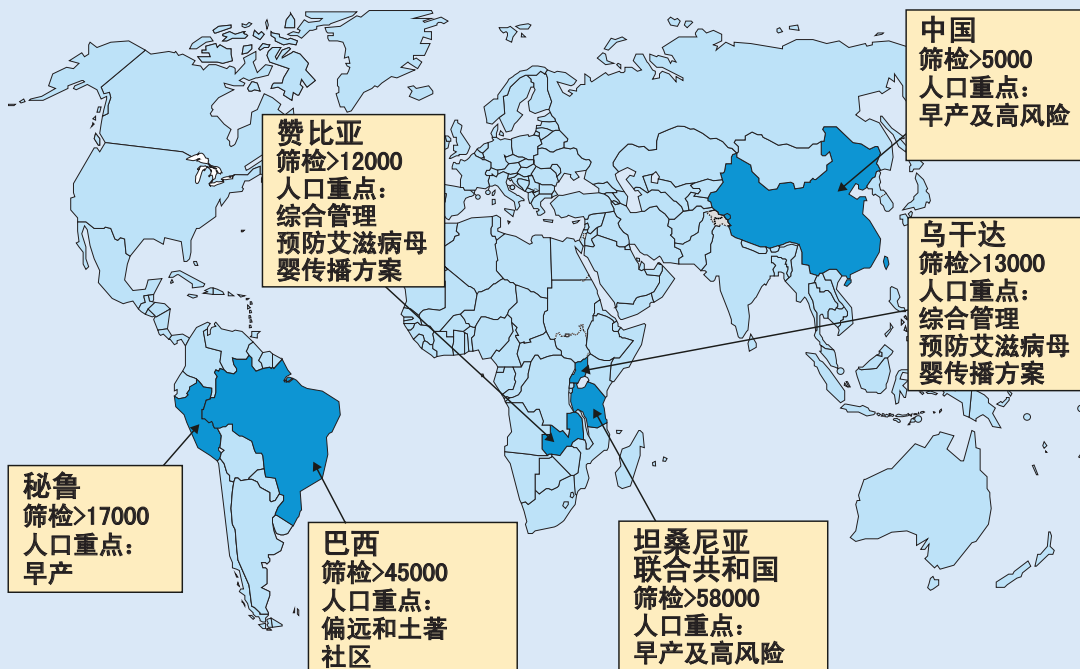 中国
筛检>5000
人口重点：
早产及高风险
赞比亚
筛检>12000
人口重点：
综合管理
预防艾滋病母
婴传播方案
乌干达
筛检>13000
人口重点：
综合管理
预防艾滋病母
婴传播方案
秘鲁
筛检>17000
人口重点：
早产
巴西
筛检>45000
人口重点：
偏远和土著
社区
坦桑尼亚
联合共和国
筛检>58000
人口重点：
早产及高风险